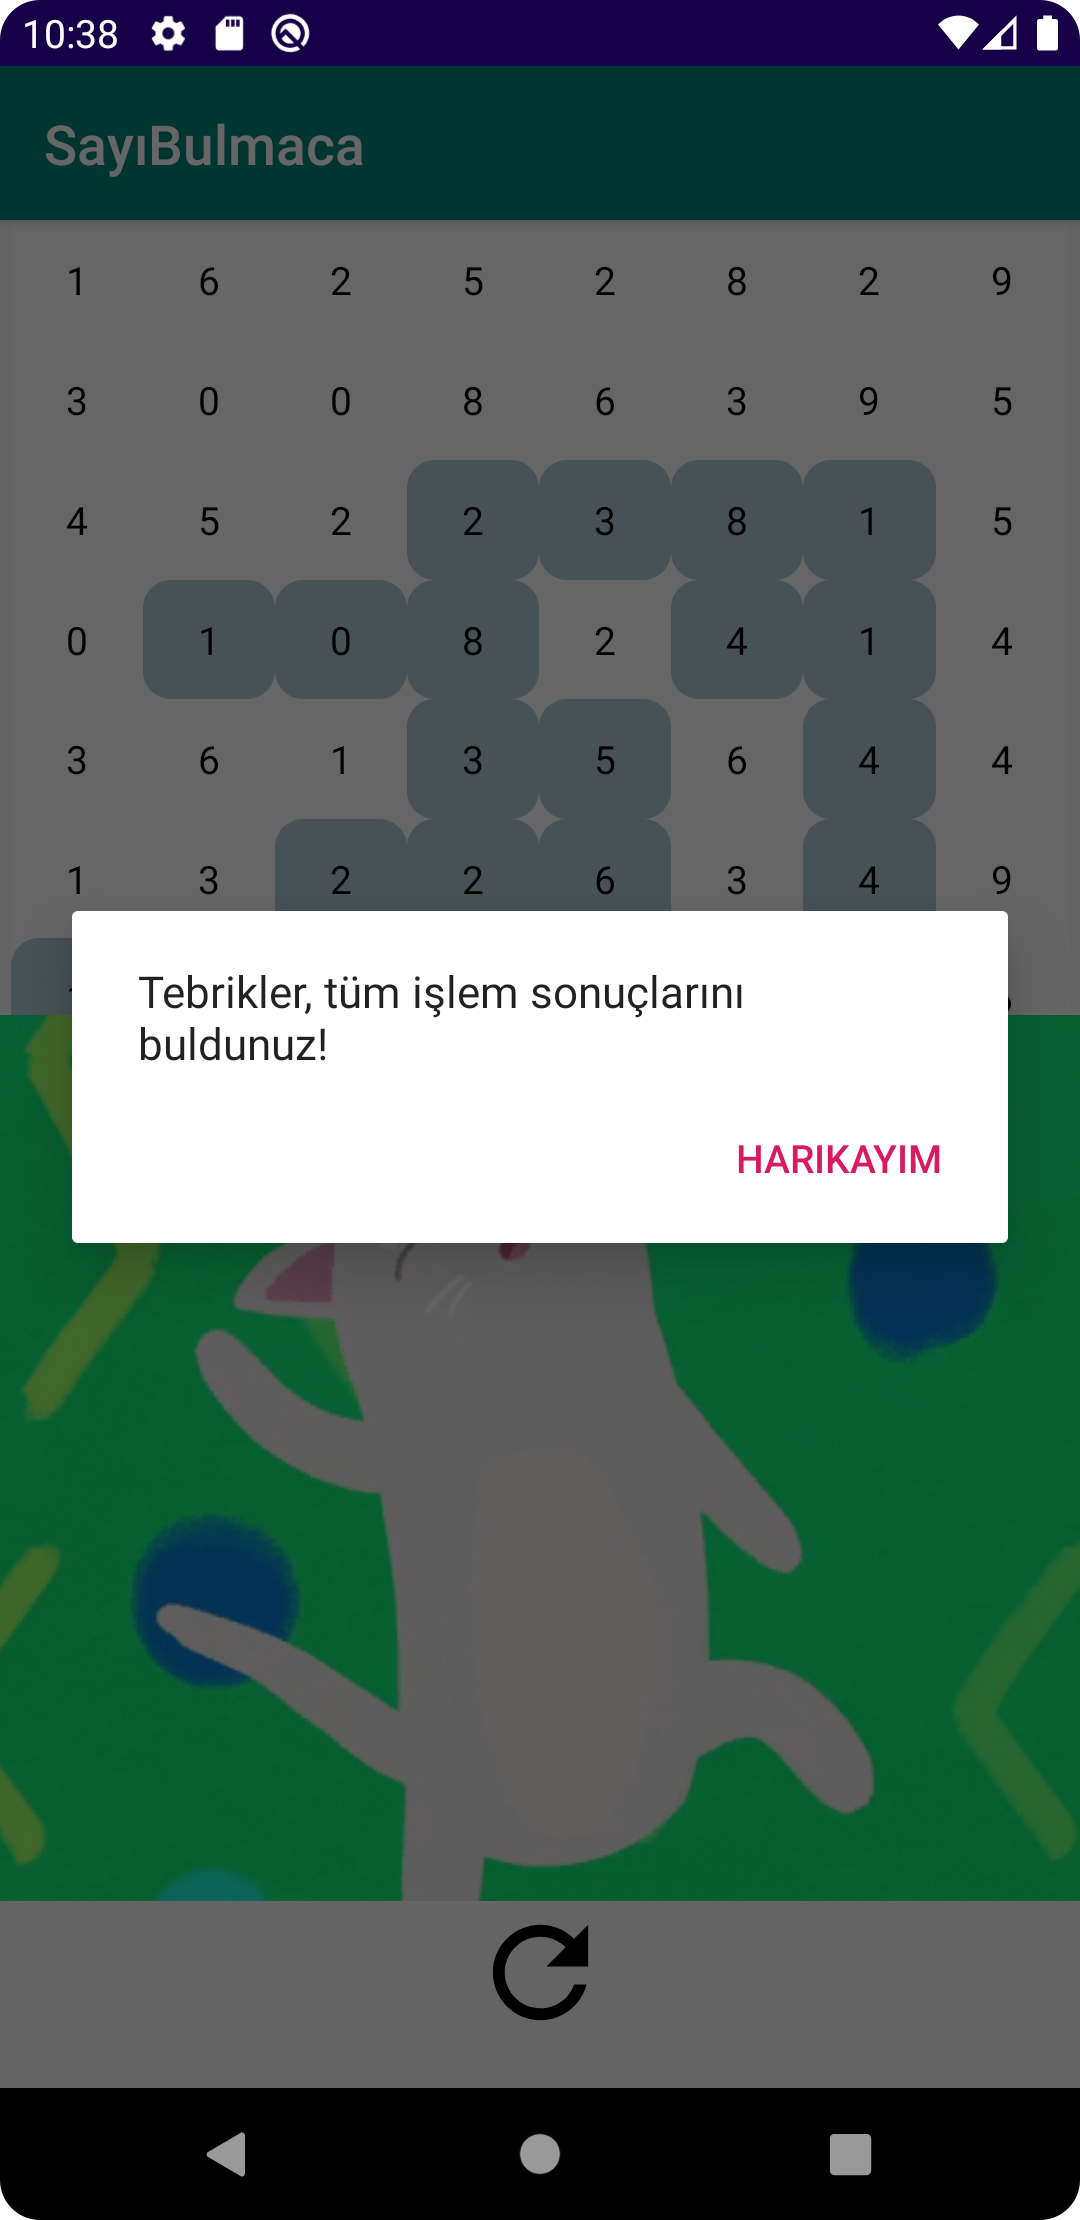 10:38
SayıBulmaca
1 6 2 5 2 8 2 9
3 0 0 8 6 3 9 5
4 5 2 2 3 8 1 5
0 1 0 8 2 4 1 4
3 6 1 3 5 6 4 4
1 3 2 2 6 3 4 9
Tebrikler, tüm işlem sonuçlarını
buldunuz!
HARIKAYIM